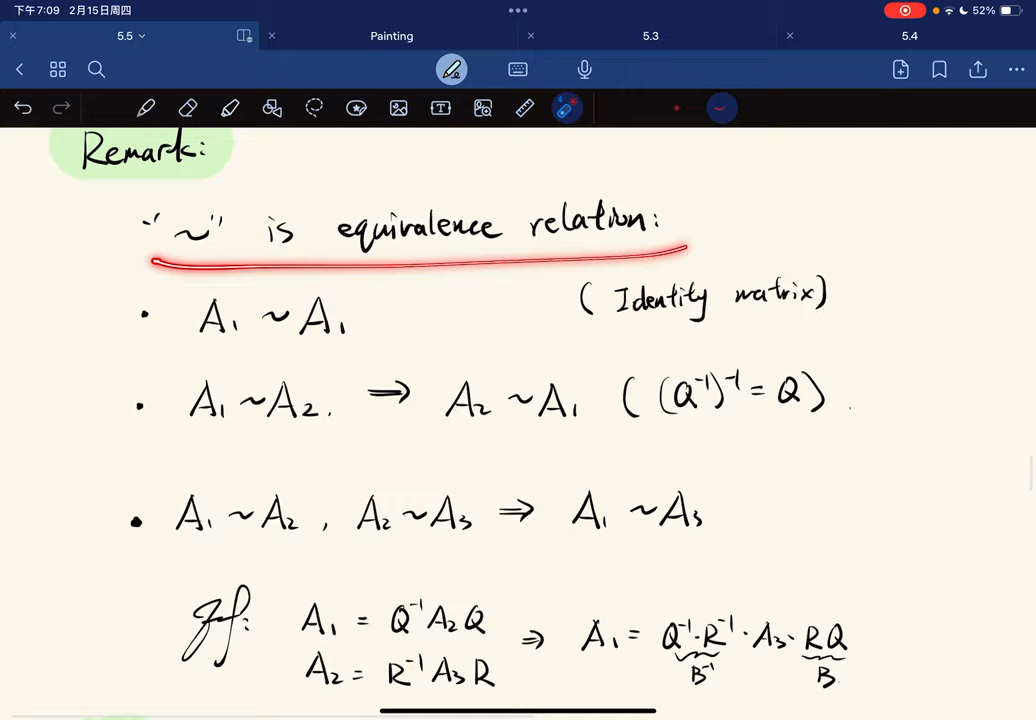 下午7:09 2月15日周四 52%
5.5 Painting 5.3 5.4
Remark:
"~" is equivalence relation:
• A₁ ~ A₁ (Identity matrix)
• A₁ ~ A₂. ⇒ A₂ ~ A₁ ((Q⁻¹)⁻¹ = Q).
• A₁ ~ A₂, A₂ ~ A₃ ⇒ A₁ ~ A₃
A₁ = Q⁻¹A₂Q ⇒ A₁ = Q⁻¹·R⁻¹·A₃·RQ
A₂ = R⁻¹A₃R B⁻¹ B